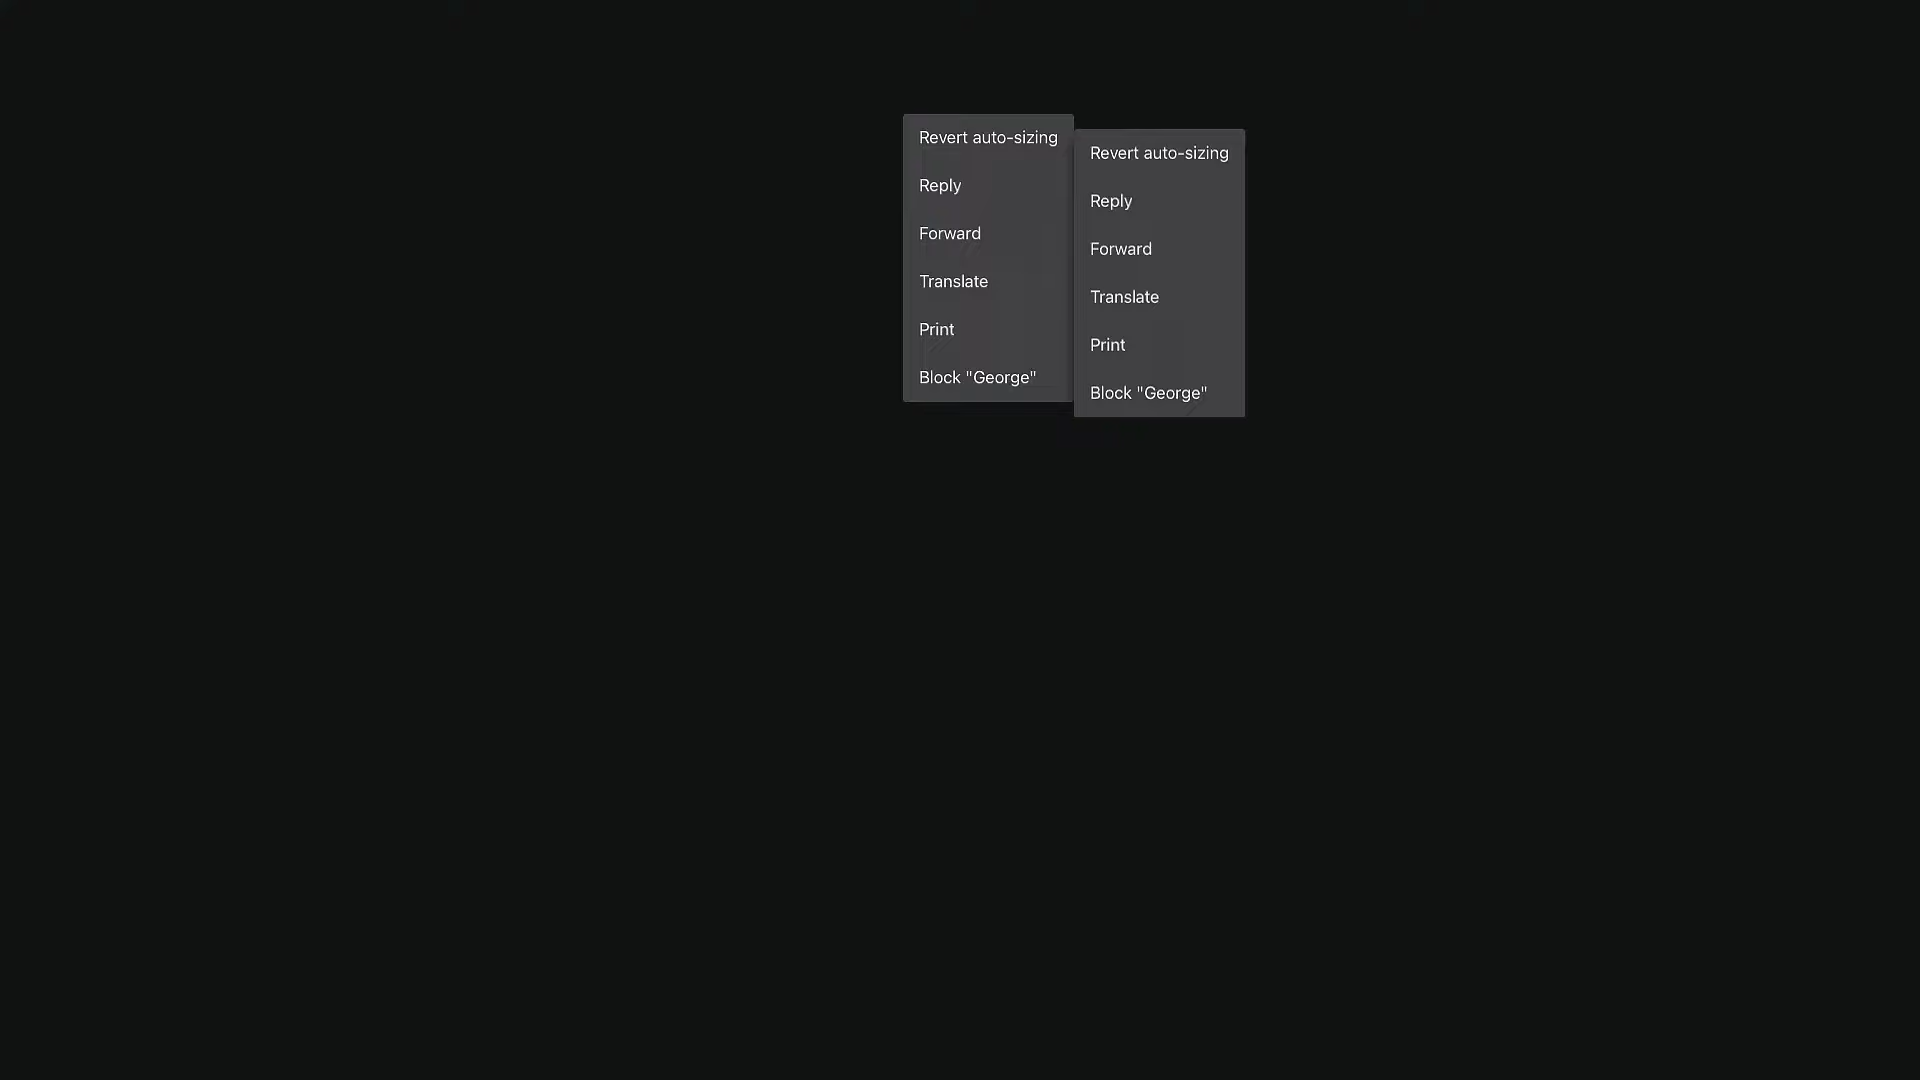 Revert auto-sizing
Reply
Forward
Translate
Print
Block "George"
Revert auto-sizing
Reply
Forward
Translate
Print
Block "George"